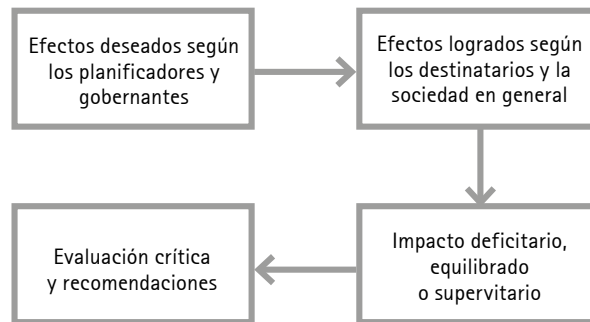 Efectos deseados según
los planificadores y
gobernantes
Efectos logrados según
los destinatarios y la
sociedad en general
Impacto deficitario,
equilibrado
o supervitario
Evaluación crítica
y recomendaciones